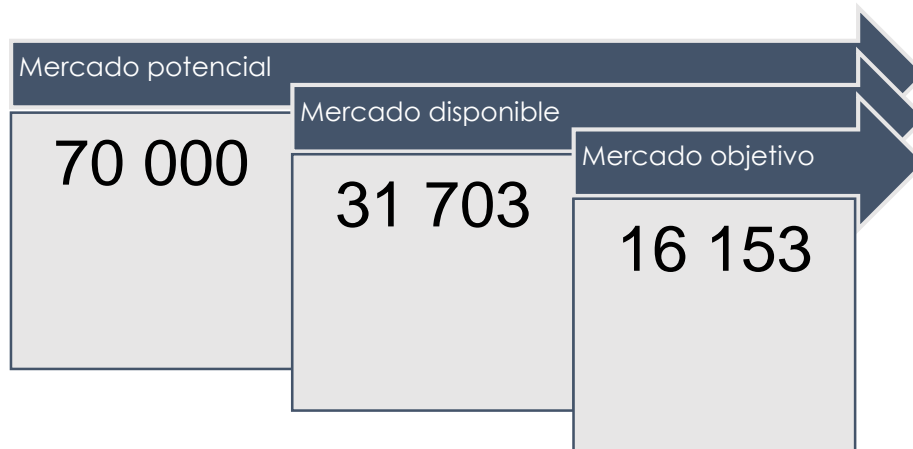 Mercado potencial
70 000
Mercado disponible
31 703
Mercado objetivo
16 153